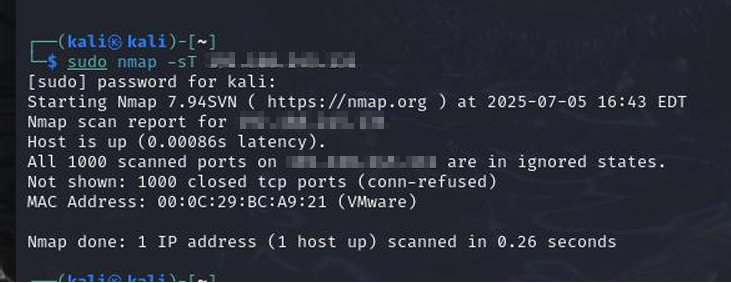 ┌──(kali㉿kali)-[~]
└─$ sudo nmap -sT
[sudo] password for kali:
Starting Nmap 7.94SVN ( https://nmap.org ) at 2025-07-05 16:43 EDT
Nmap scan report for
Host is up (0.00086s latency).
All 1000 scanned ports on are in ignored states.
Not shown: 1000 closed tcp ports (conn-refused)
MAC Address: 00:0C:29:BC:A9:21 (VMware)
Nmap done: 1 IP address (1 host up) scanned in 0.26 seconds
┌──(kali㉿kali)-[~]